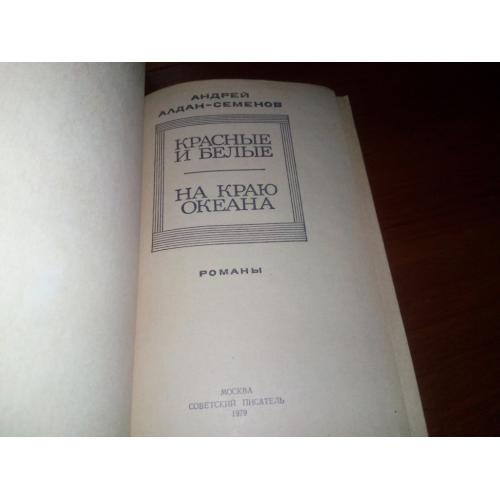 АНДРЕЙ
АЛДАН-СЕМЕНОВ
КРАСНЫЕ
И БЕЛЫЕ
НА КРАЮ
ОКЕАНА
РОМАНЫ
МОСКВА
СОВЕТСКИЙ ПИСАТЕЛЬ
1979